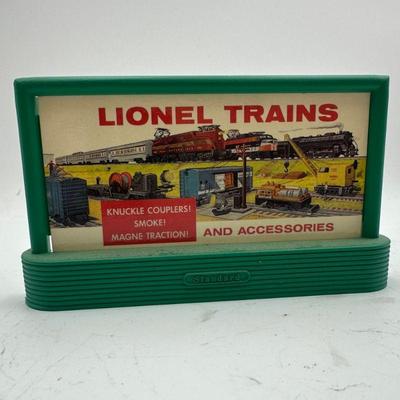 LIONEL TRAINS
KNUCKLE COUPLERS!
SMOKE!
MAGNE TRACTION!
AND ACCESSORIES
Standard